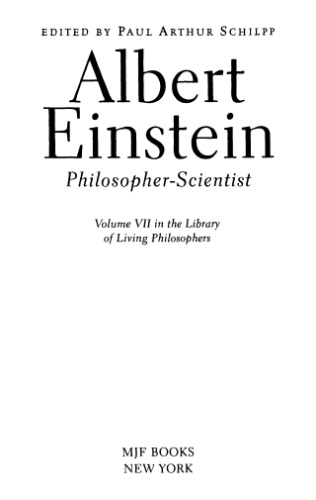 EDITED BY PAUL ARTHUR SCHILPP
Albert
Einstein
Philosopher-Scientist
Volume VII in the Library
of Living Philosophers
MJF BOOKS
NEW YORK